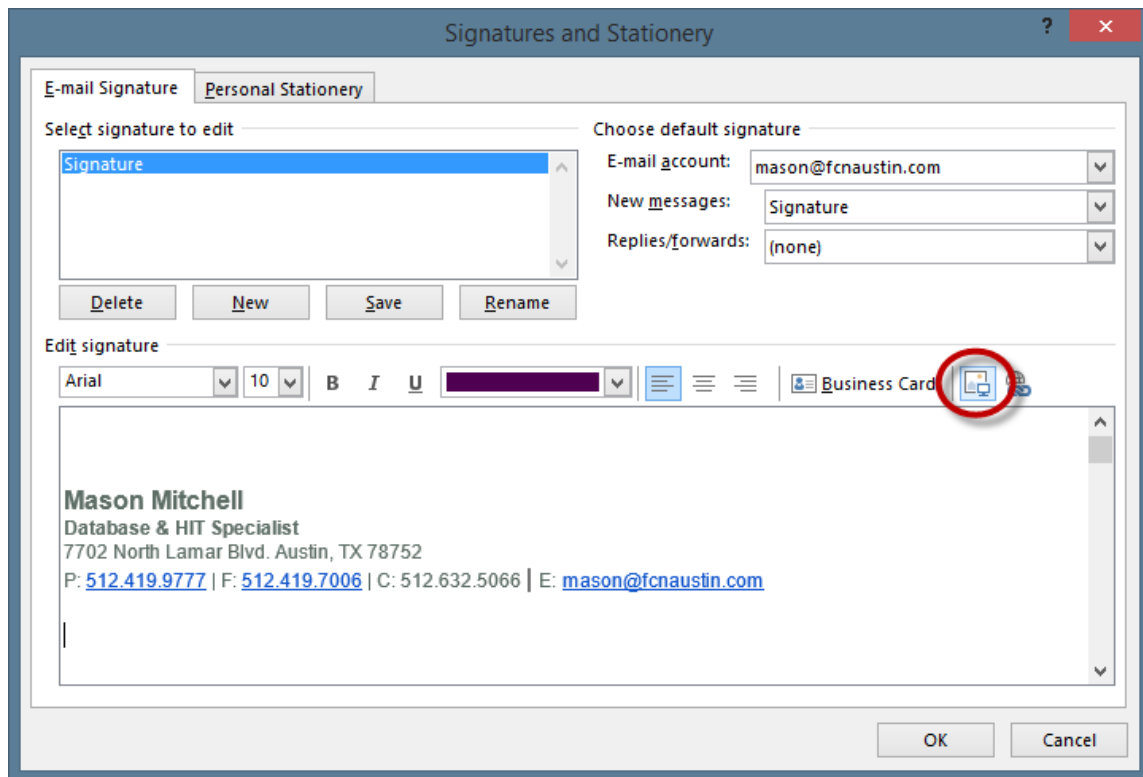 Signatures and Stationery ?
E-mail Signature Personal Stationery
Select signature to edit
Signature
Delete New Save Rename
Choose default signature
E-mail account: mason@fcnaustin.com
New messages: Signature
Replies/forwards: (none)
Edit signature
Arial 10 B I U Business Card
Mason Mitchell
Database & HIT Specialist
7702 North Lamar Blvd. Austin, TX 78752
P: 512.419.9777 | F: 512.419.7006 | C: 512.632.5066 | E: mason@fcnaustin.com
OK Cancel